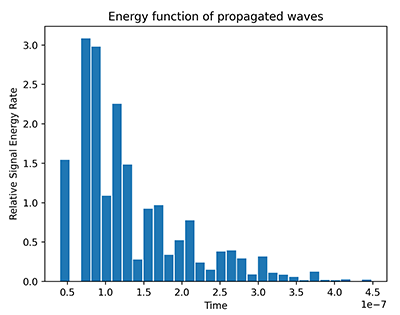 Energy function of propagated waves
Relative Signal Energy Rate
3.0
2.5
2.0
1.5
1.0
0.5
0.0
0.5 1.0 1.5 2.0 2.5 3.0 3.5 4.0 4.5
Time
1e−7